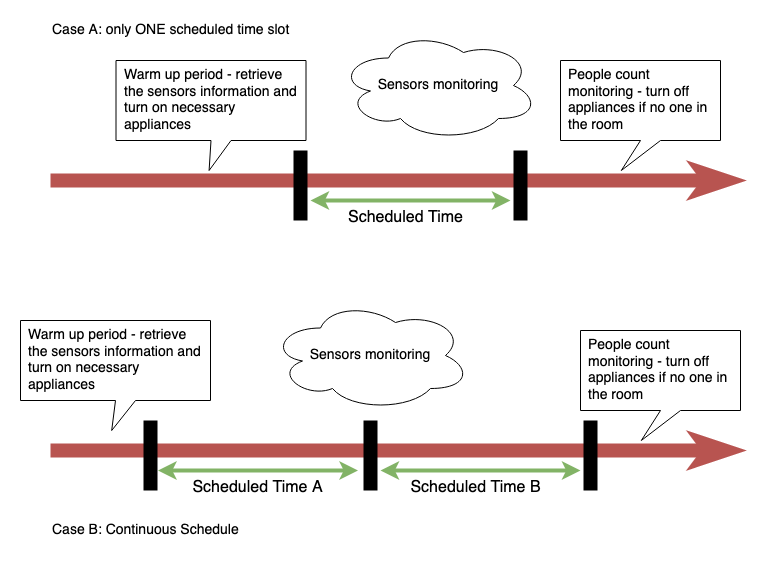 Case A: only ONE scheduled time slot
Warm up period - retrieve
the sensors information and
turn on necessary
appliances
Sensors monitoring
People count
monitoring - turn off
appliances if no one in
the room
Scheduled Time
Warm up period - retrieve
the sensors information and
turn on necessary
appliances
Sensors monitoring
People count
monitoring - turn off
appliances if no one in
the room
Scheduled Time A
Scheduled Time B
Case B: Continuous Schedule